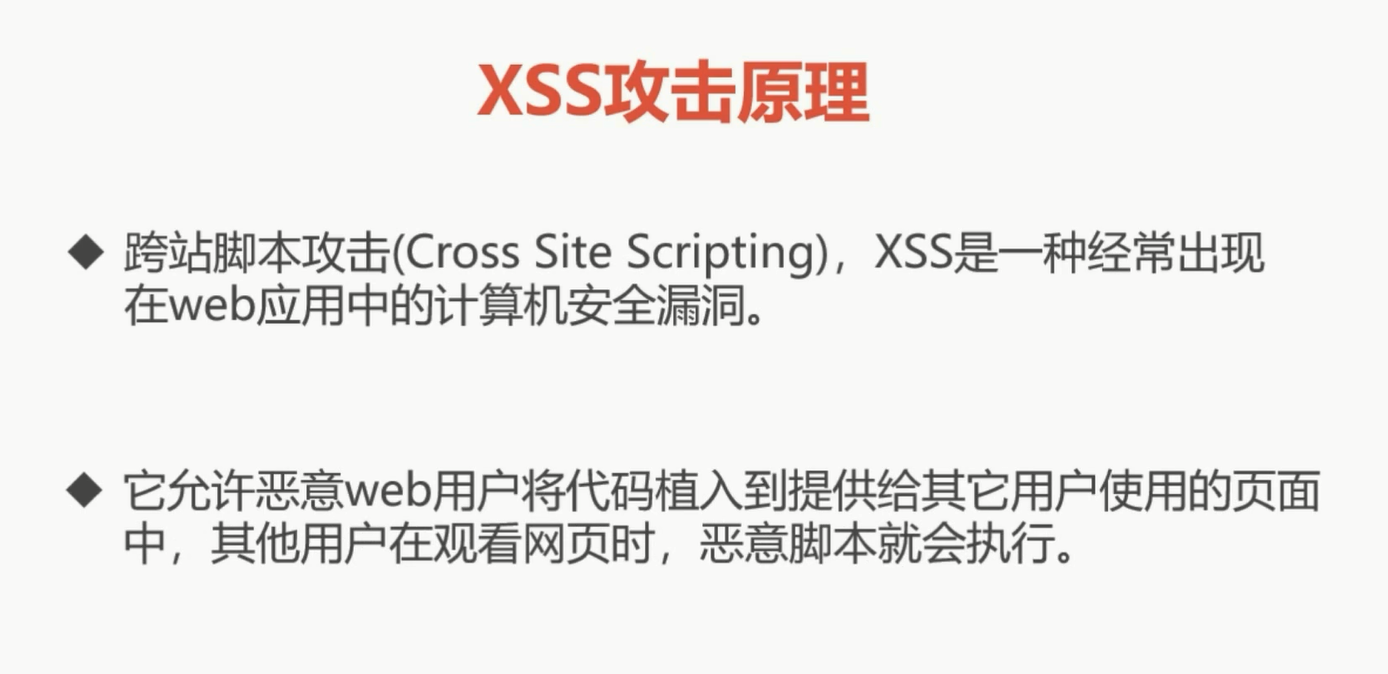 XSS攻击原理
◆ 跨站脚本攻击(Cross Site Scripting)，XSS是一种经常出现
在web应用中的计算机安全漏洞。
◆ 它允许恶意web用户将代码植入到提供给其它用户使用的页面
中，其他用户在观看网页时，恶意脚本就会执行。